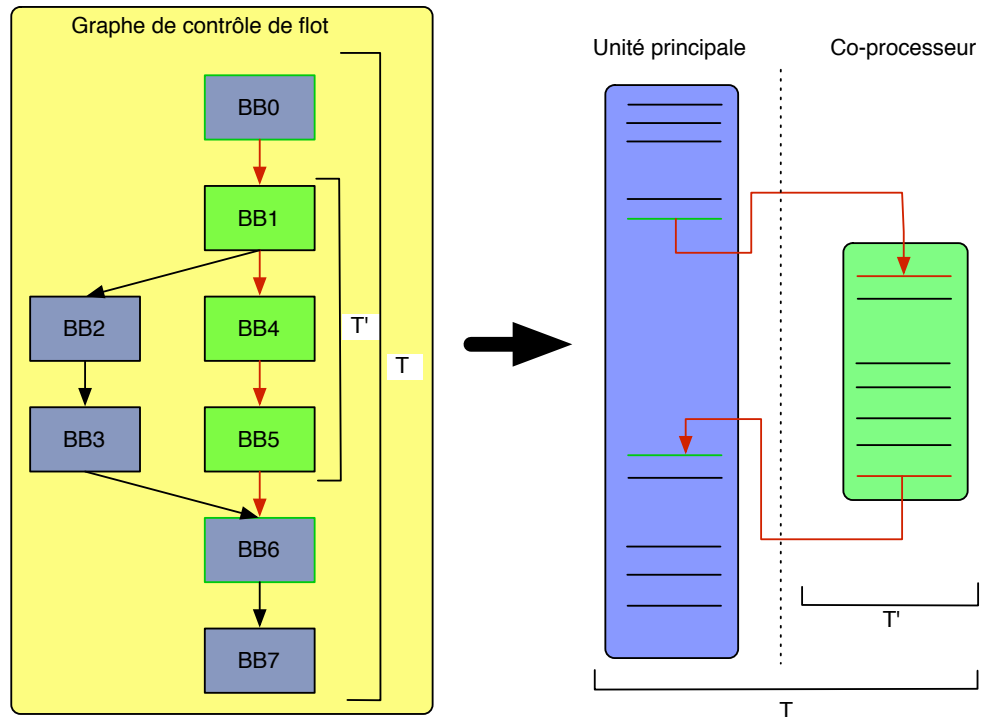 Graphe de contrôle de flot
BB0
BB1
BB2
BB4
T'
T
BB3
BB5
BB6
BB7
Unité principale
Co-processeur
T'
T